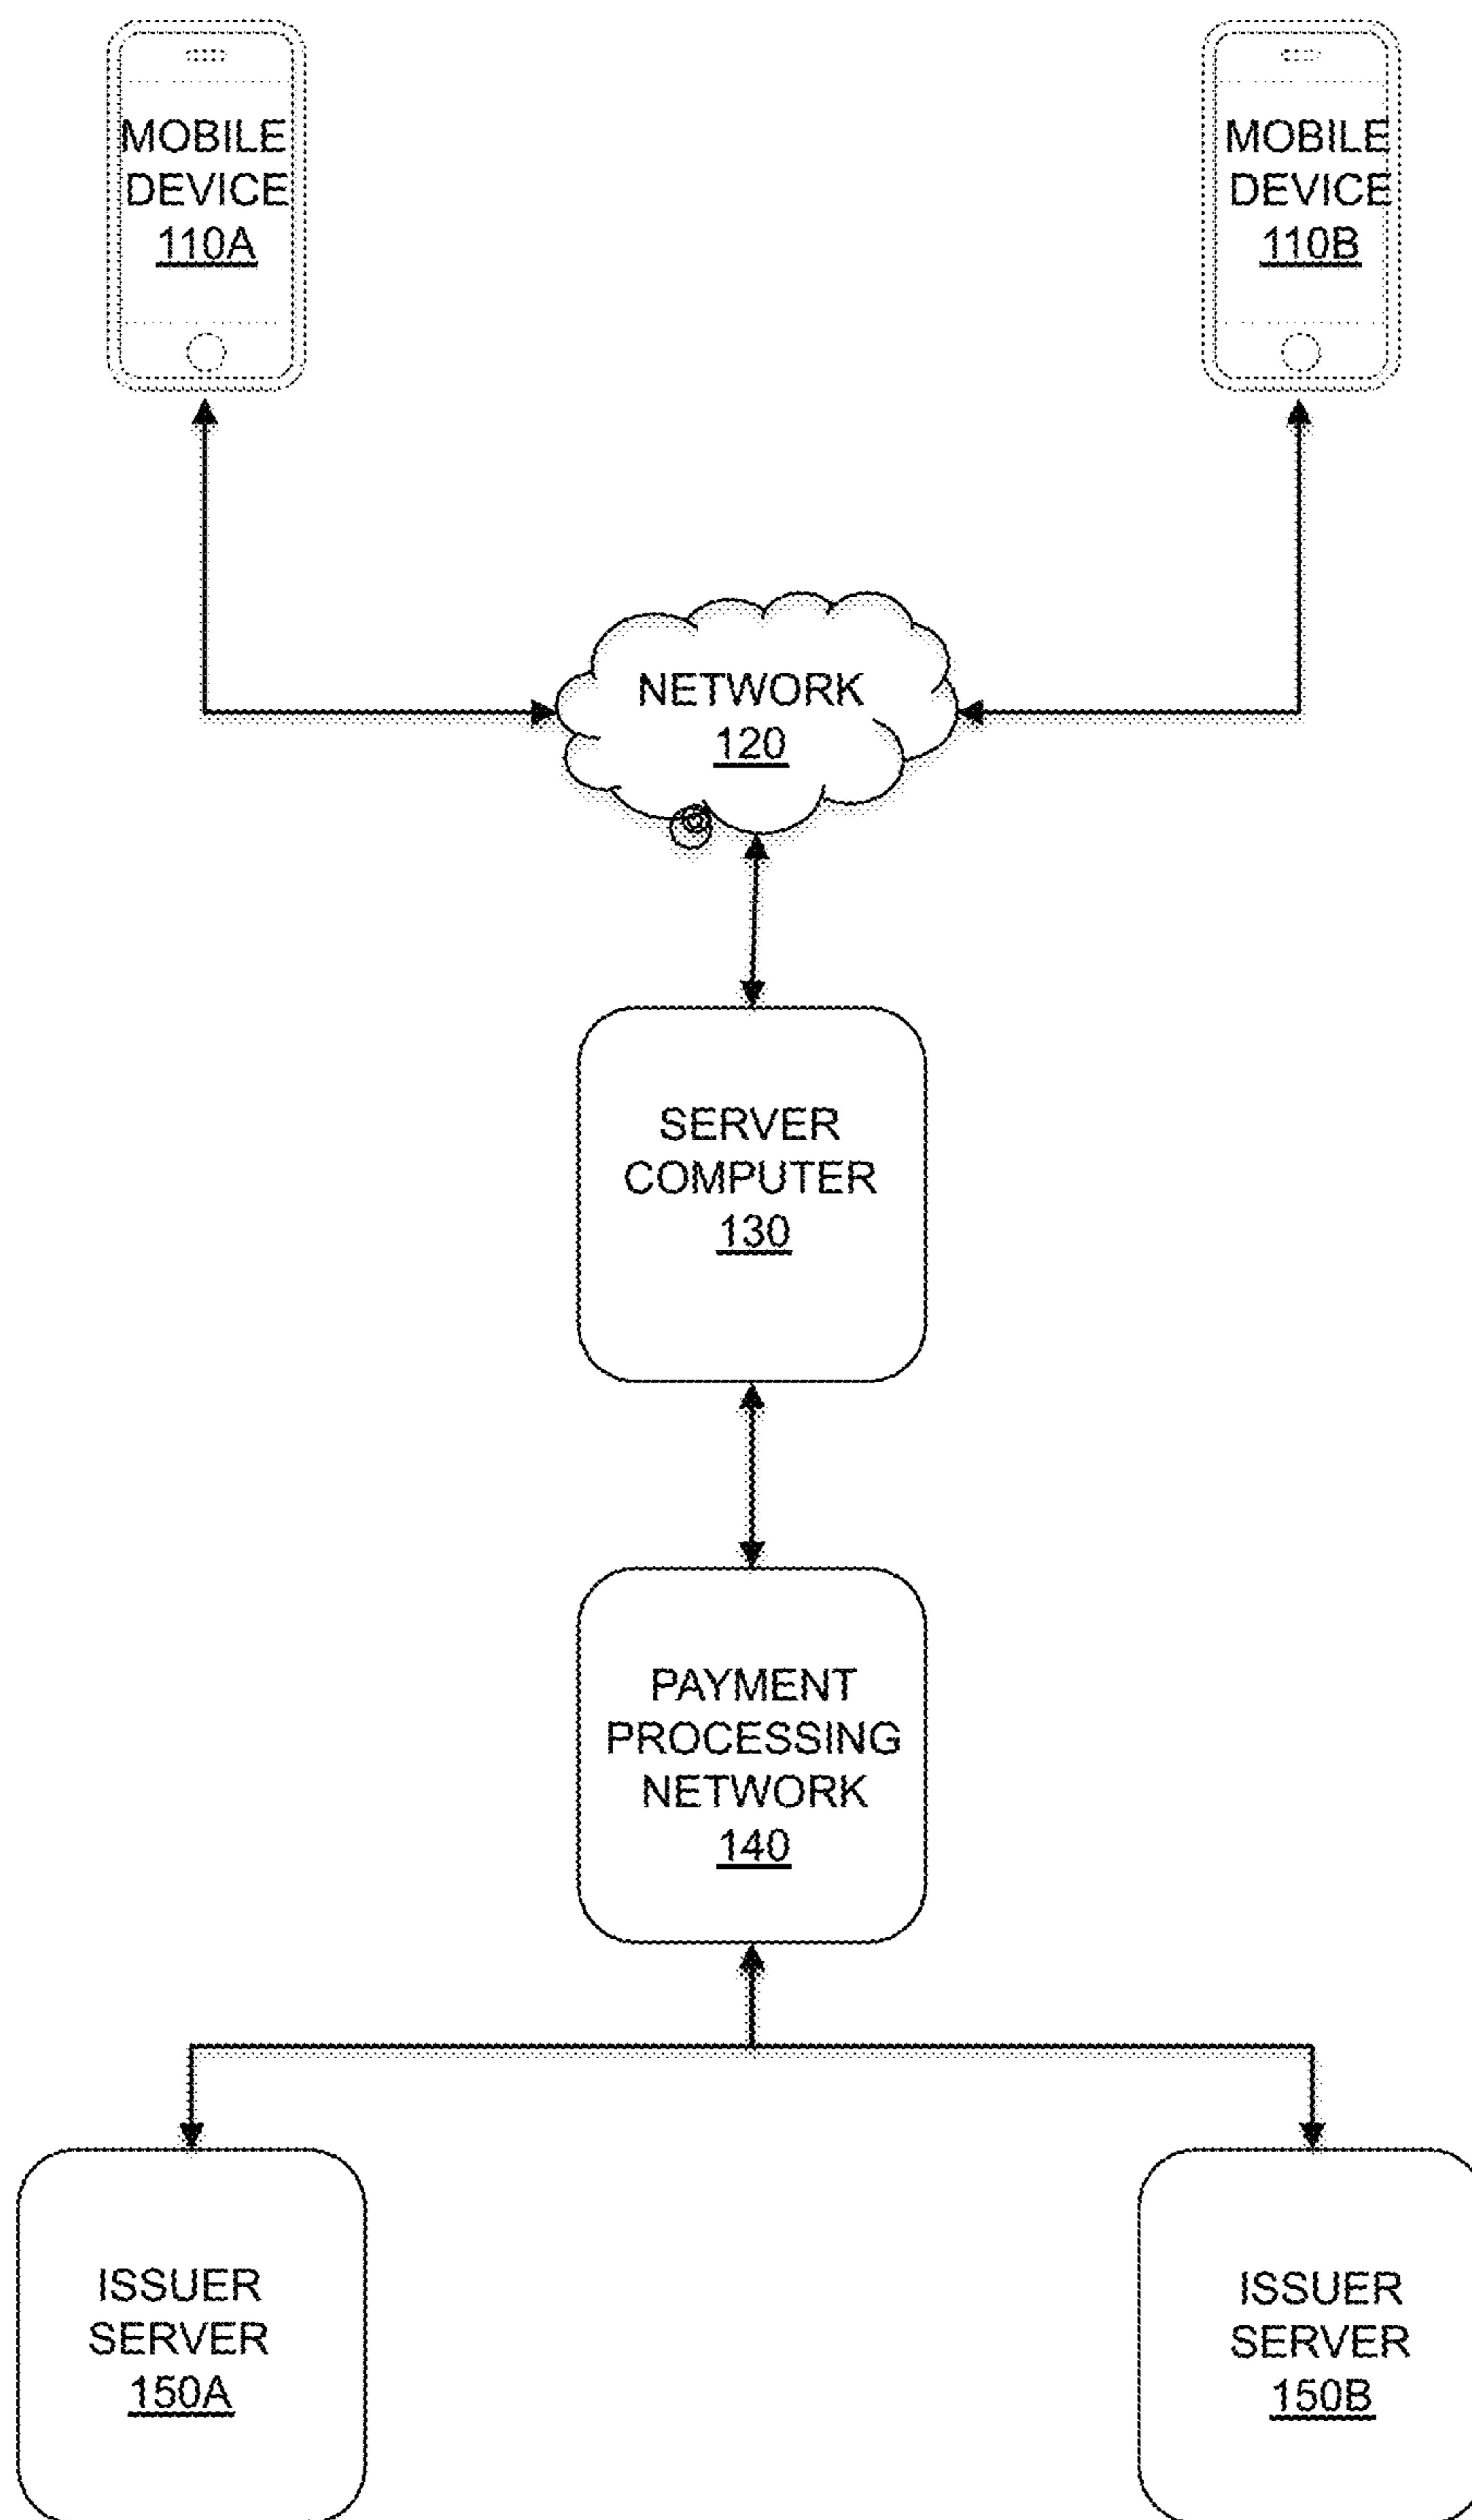 MOBILE
DEVICE
110A
MOBILE
DEVICE
110B
NETWORK
120
SERVER
COMPUTER
130
PAYMENT
PROCESSING
NETWORK
140
ISSUER
SERVER
150A
ISSUER
SERVER
150B